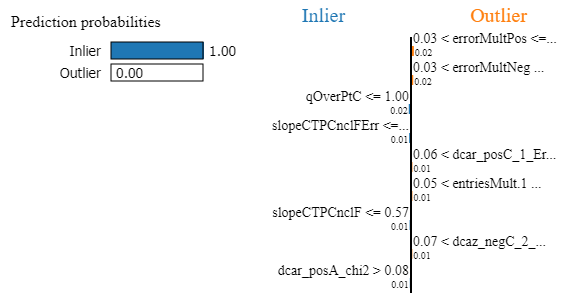 Prediction probabilities
Inlier 1.00
Outlier 0.00
Inlier Outlier
0.03 < errorMultPos <=...
0.02
0.03 < errorMultNeg ...
0.02
qOverPtC <= 1.00
0.02
slopeCTPCnclFErr <=...
0.01
0.06 < dcar_posC_1_Er...
0.01
0.05 < entriesMult.1 ...
0.01
slopeCTPCnclF <= 0.57
0.01
0.07 < dcaz_negC_2_...
0.01
dcar_posA_chi2 > 0.08
0.01